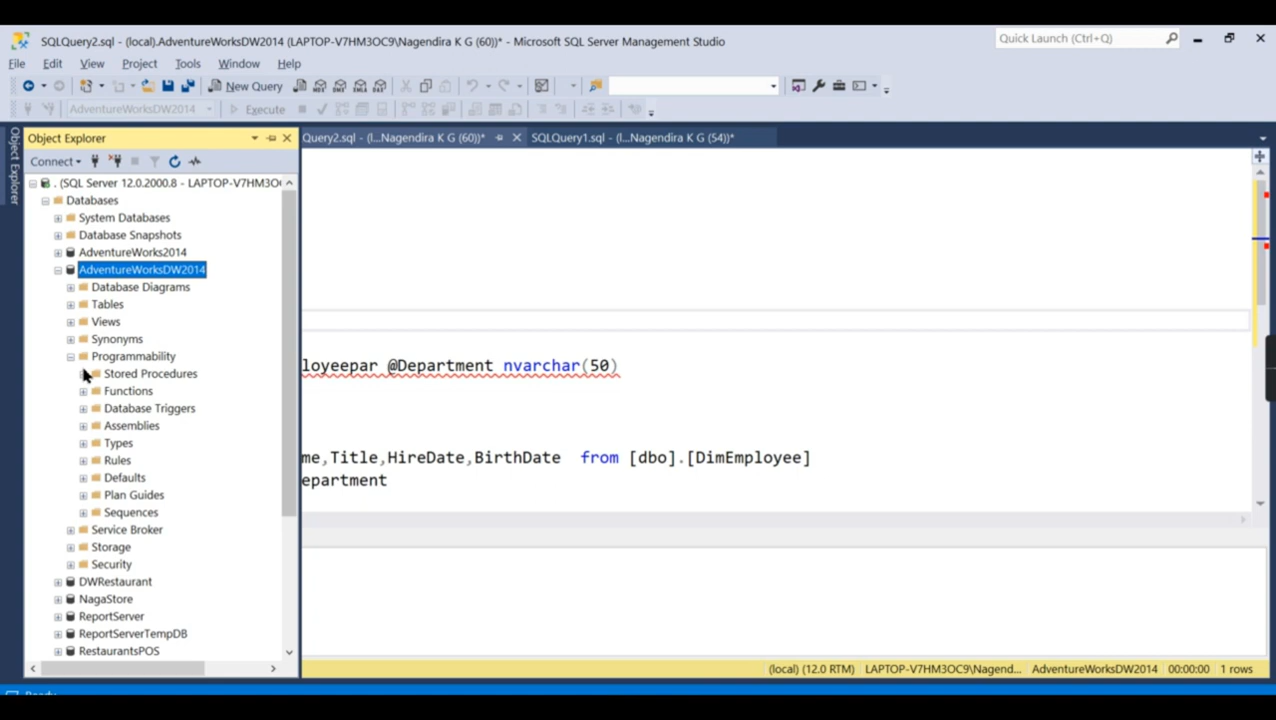 SQLQuery2.sql - (local).AdventureWorksDW2014 (LAPTOP-V7HM3OC9\Nagendira K G (60))* - Microsoft SQL Server Management Studio
Quick Launch (Ctrl+Q)
File Edit View Project Tools Window Help
New Query
AdventureWorksDW2014 Execute
Object Explorer
Object Explorer
Query2.sql - (l...Nagendira K G (60))*
SQLQuery1.sql - (l...Nagendira K G (54))*
Connect
. (SQL Server 12.0.2000.8 - LAPTOP-V7HM3O
Databases
System Databases
Database Snapshots
AdventureWorks2014
AdventureWorksDW2014
Database Diagrams
Tables
Views
Synonyms
Programmability
Stored Procedures
Functions
Database Triggers
Assemblies
Types
Rules
Defaults
Plan Guides
Sequences
Service Broker
Storage
Security
DWRestaurant
NagaStore
ReportServer
ReportServerTempDB
RestaurantsPOS
loyeepar @Department nvarchar(50)
me,Title,HireDate,BirthDate from [dbo].[DimEmployee]
epartment
(local) (12.0 RTM) LAPTOP-V7HM3OC9\Nagend... AdventureWorksDW2014 00:00:00 1 rows